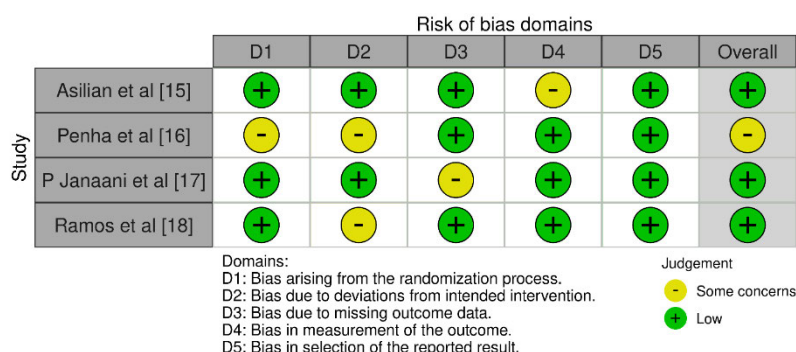 Risk of bias domains
D1 D2 D3 D4 D5 Overall
Study
Asilian et al [15] + + + - + +
Penha et al [16] - - + + + -
P Janaani et al [17] + + - + + +
Ramos et al [18] + - + + + +
Domains:
D1: Bias arising from the randomization process.
D2: Bias due to deviations from intended intervention.
D3: Bias due to missing outcome data.
D4: Bias in measurement of the outcome.
D5: Bias in selection of the reported result.
Judgement
- Some concerns
+ Low